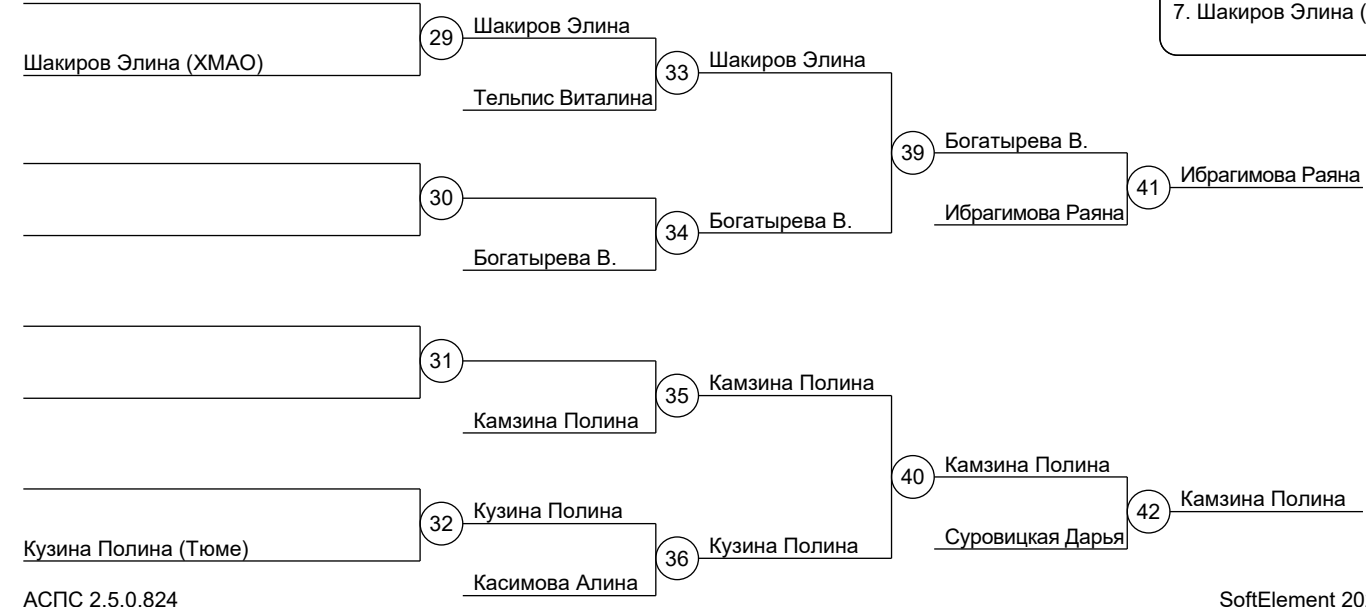 7. Шакиров Элина (
Шакиров Элина
29
Шакиров Элина (ХМАО)
Шакиров Элина
33
Тельпис Виталина
Богатырева В.
39
Ибрагимова Раяна
41
30
Богатырева В.
Ибрагимова Раяна
34
Богатырева В.
31
Камзина Полина
35
Камзина Полина
Камзина Полина
40
Камзина Полина
Кузина Полина
42
32
Суровицкая Дарья
Кузина Полина (Тюме)
Кузина Полина
36
Касимова Алина
АСПС 2.5.0.824
SoftElement 20